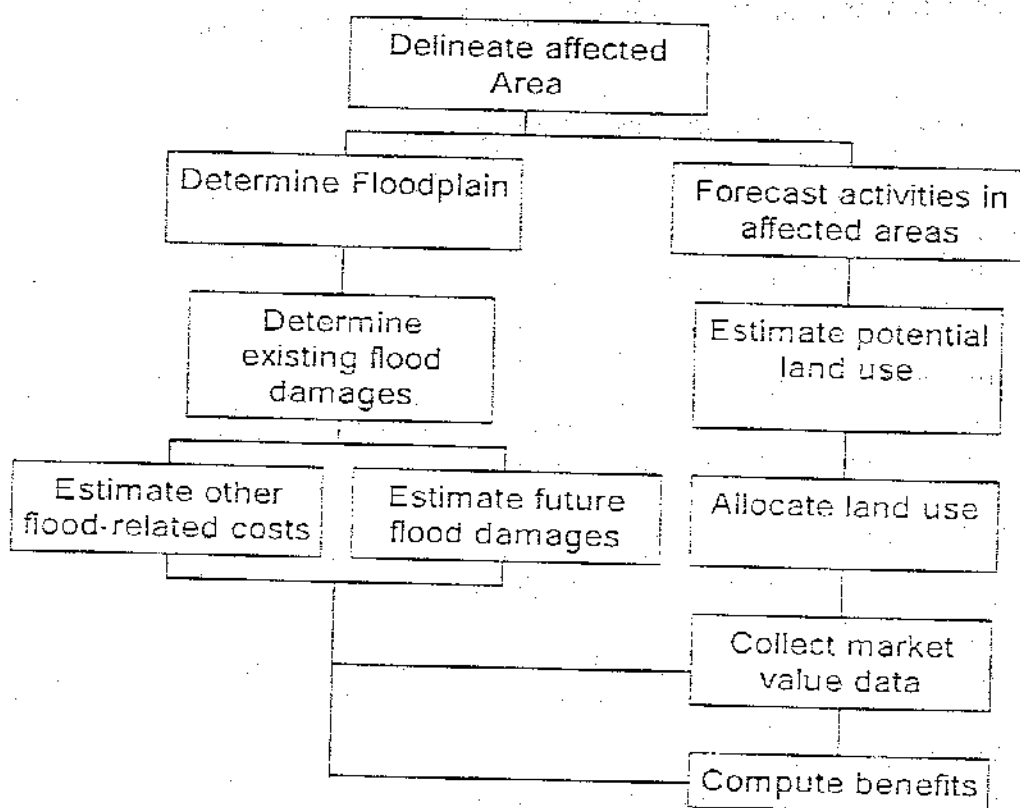 Delineate affected
Area
Determine Floodplain
Forecast activities in
affected areas
Determine
existing flood
damages
Estimate potential
land use
Estimate other
flood-related costs
Estimate future
flood damages
Allocate land use
Collect market
value data
Compute benefits